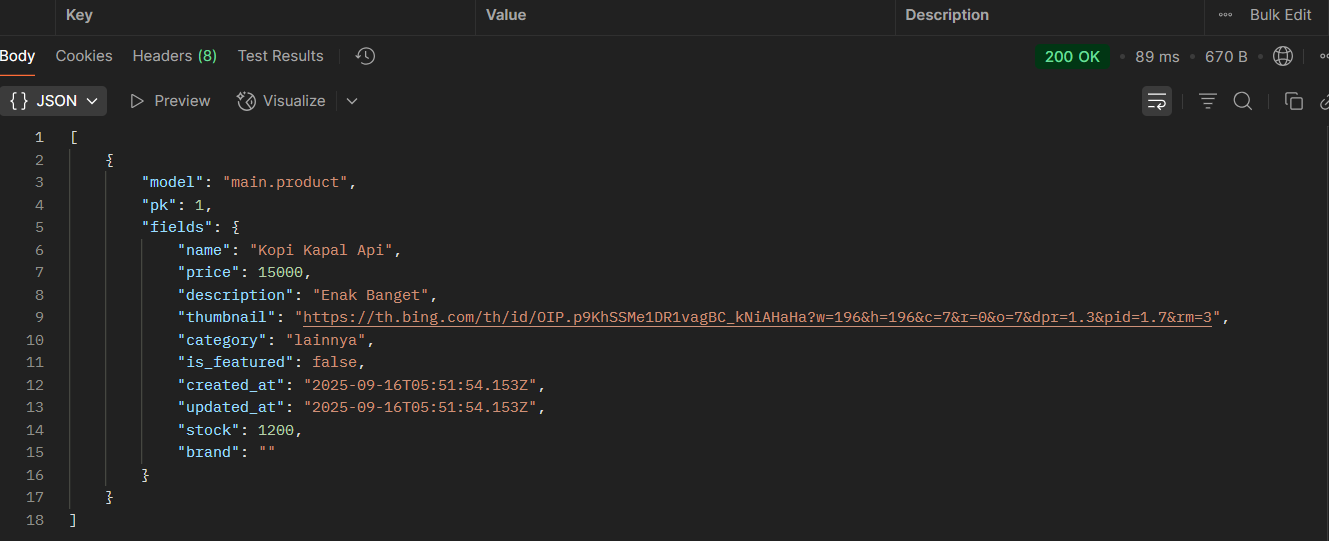 Key Value Description Bulk Edit
Body Cookies Headers (8) Test Results 200 OK • 89 ms • 670 B •
{} JSON Preview Visualize
1 [
2 {
3 "model": "main.product",
4 "pk": 1,
5 "fields": {
6 "name": "Kopi Kapal Api",
7 "price": 15000,
8 "description": "Enak Banget",
9 "thumbnail": "https://th.bing.com/th/id/OIP.p9KhSSMe1DR1vagBC_kNiAHaHa?w=196&h=196&c=7&r=0&o=7&dpr=1.3&pid=1.7&rm=3",
10 "category": "lainnya",
11 "is_featured": false,
12 "created_at": "2025-09-16T05:51:54.153Z",
13 "updated_at": "2025-09-16T05:51:54.153Z",
14 "stock": 1200,
15 "brand": ""
16 }
17 }
18 ]